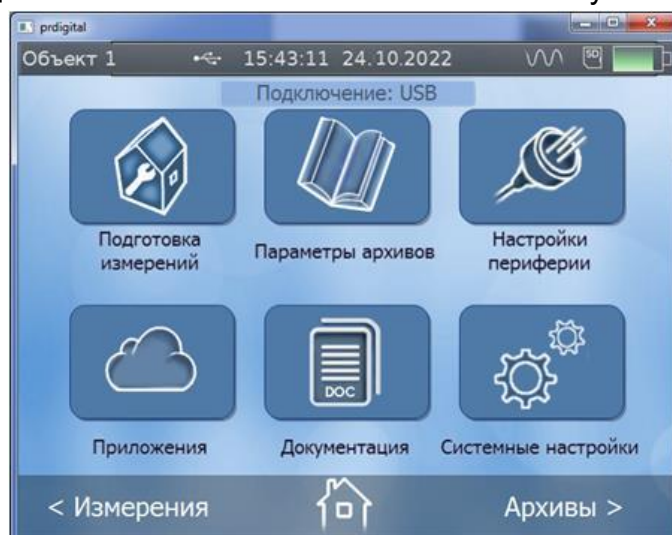 prdigital
Объект 1 15:43:11 24.10.2022 SD
Подключение: USB
Подготовка
измерений
Параметры архивов
Настройки
периферии
DOC
Приложения
Документация
Системные настройки
< Измерения
Архивы >